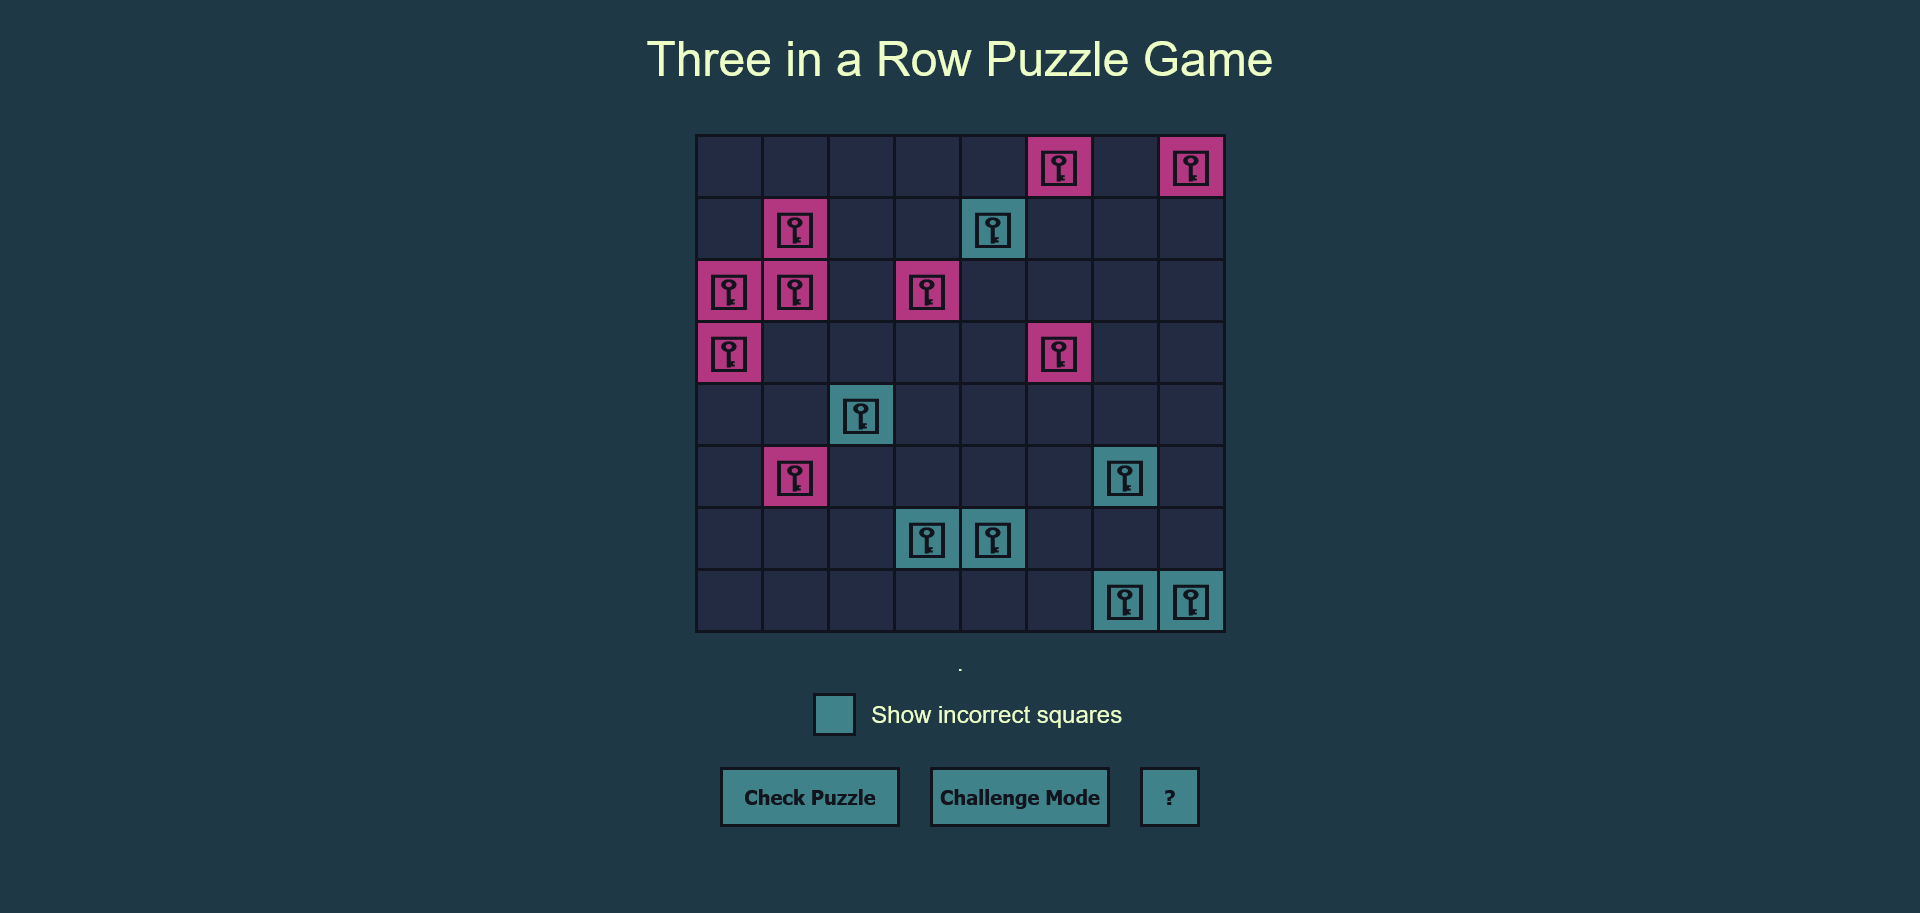 Three in a Row Puzzle Game
.
Show incorrect squares
Check Puzzle
Challenge Mode
?